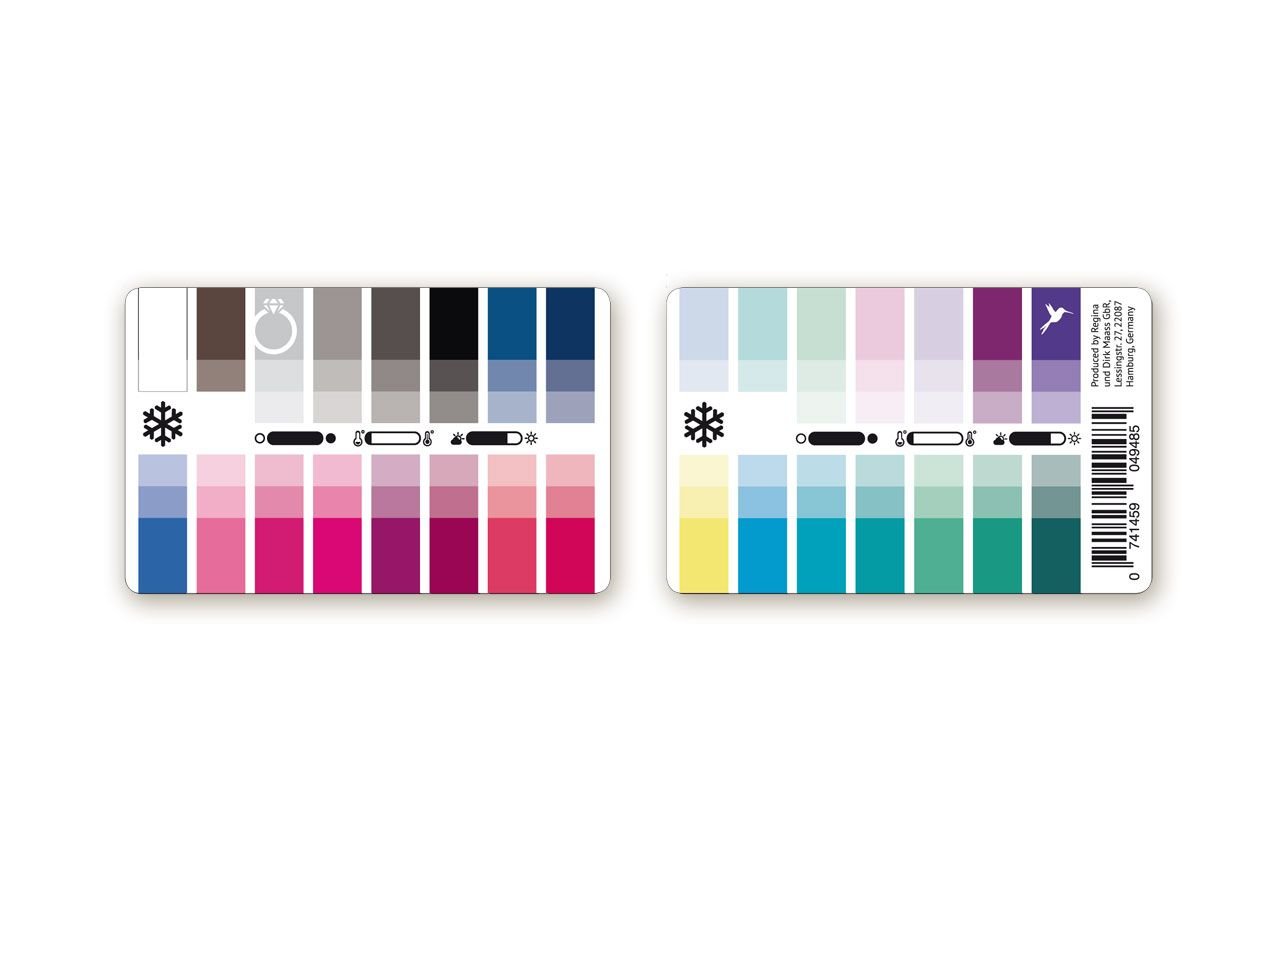 Produced by Regina
und Dirk Maass GbR,
Lessingstr. 27, 22087
Hamburg, Germany
0 741459 049485